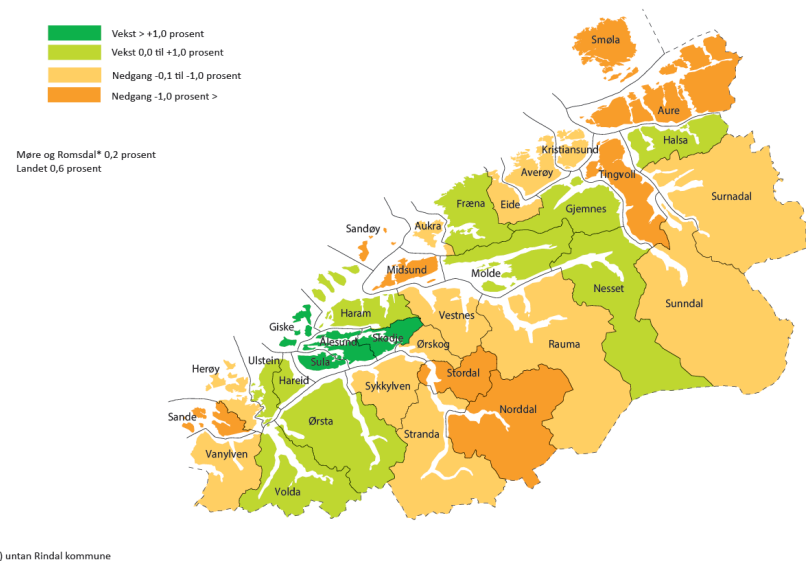 Vekst > +1,0 prosent
Vekst 0,0 til +1,0 prosent
Nedgang -0,1 til -1,0 prosent
Nedgang -1,0 prosent >
Møre og Romsdal* 0,2 prosent
Landet 0,6 prosent
Smøla
Aure
Halsa
Kristiansund
Averøy
Tingvoll
Surnadal
Fræna
Eide
Gjemnes
Aukra
Sandøy
Midsund
Molde
Nesset
Sunndal
Haram
Vestnes
Giske
Ålesund
Skodje
Ørskog
Rauma
Sula
Herøy
Ulstein
Hareid
Sykkylven
Stordal
Norddal
Sande
Ørsta
Stranda
Vanylven
Volda
) untan Rindal kommune